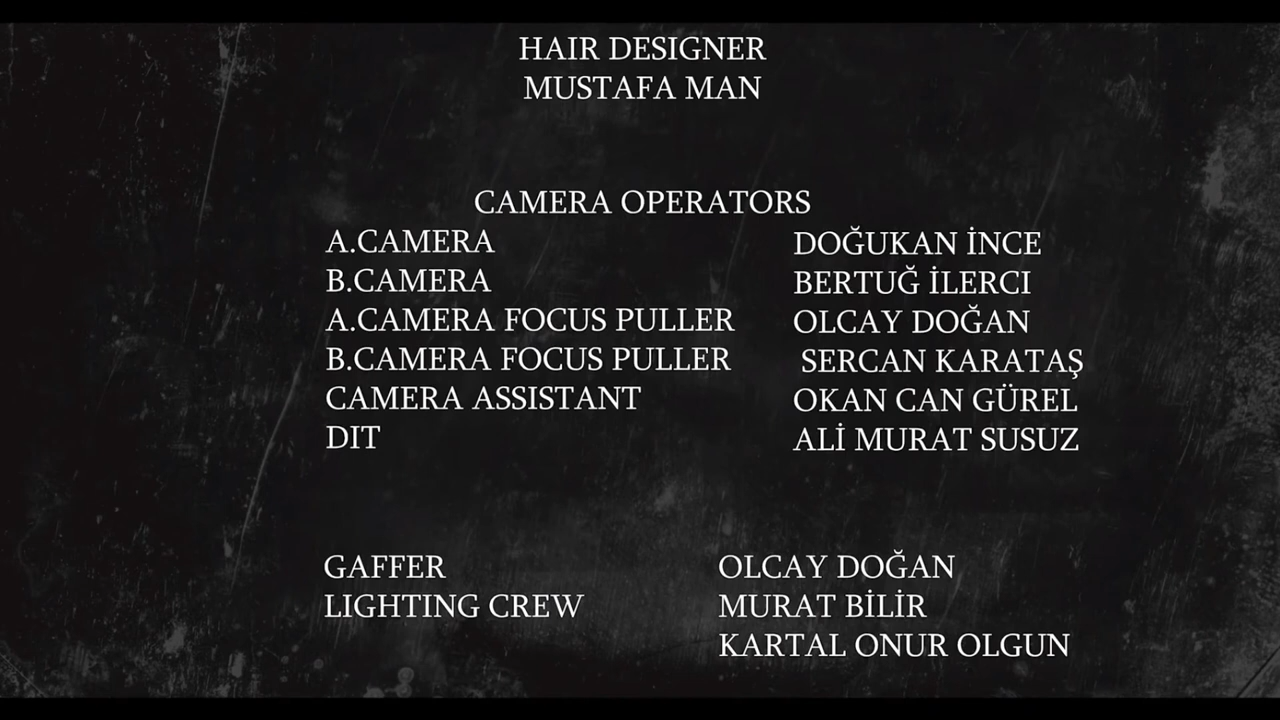 HAIR DESIGNER
MUSTAFA MAN
CAMERA OPERATORS
A.CAMERA DOĞUKAN İNCE
B.CAMERA BERTUĞ İLERCI
A.CAMERA FOCUS PULLER OLCAY DOĞAN
B.CAMERA FOCUS PULLER SERCAN KARATAŞ
CAMERA ASSISTANT OKAN CAN GÜREL
DIT ALİ MURAT SUSUZ
GAFFER OLCAY DOĞAN
LIGHTING CREW MURAT BİLİR
KARTAL ONUR OLGUN